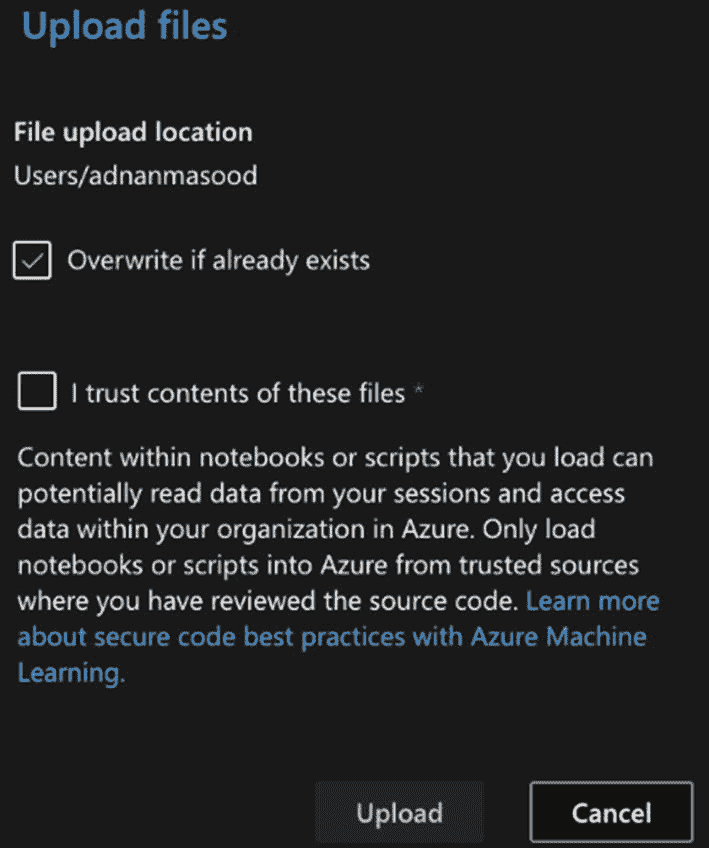 Upload files
File upload location
Users/adnanmasood
Overwrite if already exists
I trust contents of these files *
Content within notebooks or scripts that you load can
potentially read data from your sessions and access
data within your organization in Azure. Only load
notebooks or scripts into Azure from trusted sources
where you have reviewed the source code. Learn more
about secure code best practices with Azure Machine
Learning.
Upload
Cancel